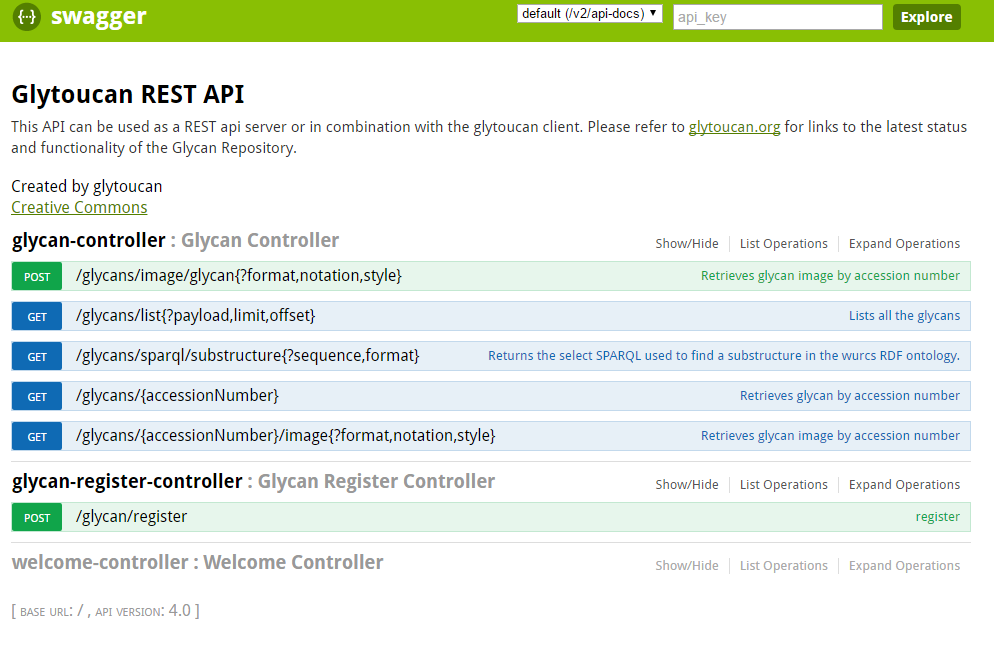 {··} swagger default (/v2/api-docs) ▼ api_key Explore
Glytoucan REST API
This API can be used as a REST api server or in combination with the glytoucan client. Please refer to glytoucan.org for links to the latest status
and functionality of the Glycan Repository.
Created by glytoucan
Creative Commons
glycan-controller : Glycan Controller Show/Hide List Operations Expand Operations
POST /glycans/image/glycan{?format,notation,style} Retrieves glycan image by accession number
GET /glycans/list{?payload,limit,offset} Lists all the glycans
GET /glycans/sparql/substructure{?sequence,format} Returns the select SPARQL used to find a substructure in the wurcs RDF ontology.
GET /glycans/{accessionNumber} Retrieves glycan by accession number
GET /glycans/{accessionNumber}/image{?format,notation,style} Retrieves glycan image by accession number
glycan-register-controller : Glycan Register Controller Show/Hide List Operations Expand Operations
POST /glycan/register register
welcome-controller : Welcome Controller Show/Hide List Operations Expand Operations
[ BASE URL: / , API VERSION: 4.0 ]